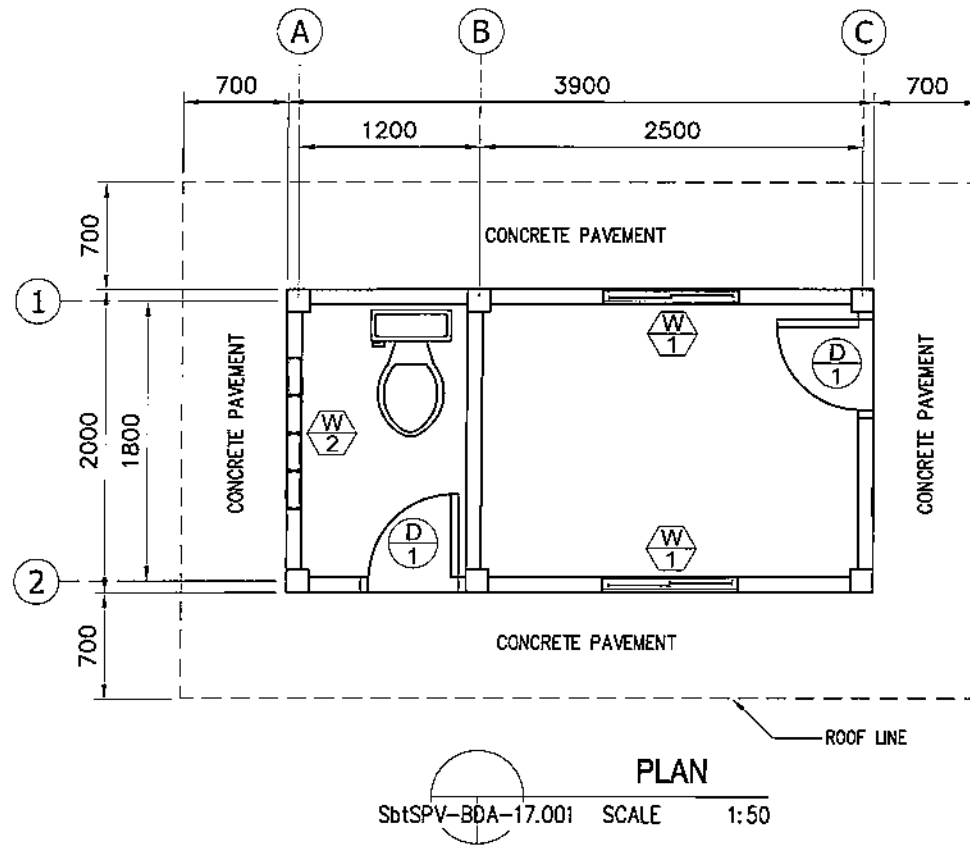 A
B
C
700
3900
700
1200
2500
700
CONCRETE PAVEMENT
1
W
1
D
1
CONCRETE PAVEMENT
2000
1800
W
2
CONCRETE PAVEMENT
D
1
W
1
2
700
CONCRETE PAVEMENT
ROOF LINE
PLAN
SbtSPV-BDA-17.001 SCALE 1:50